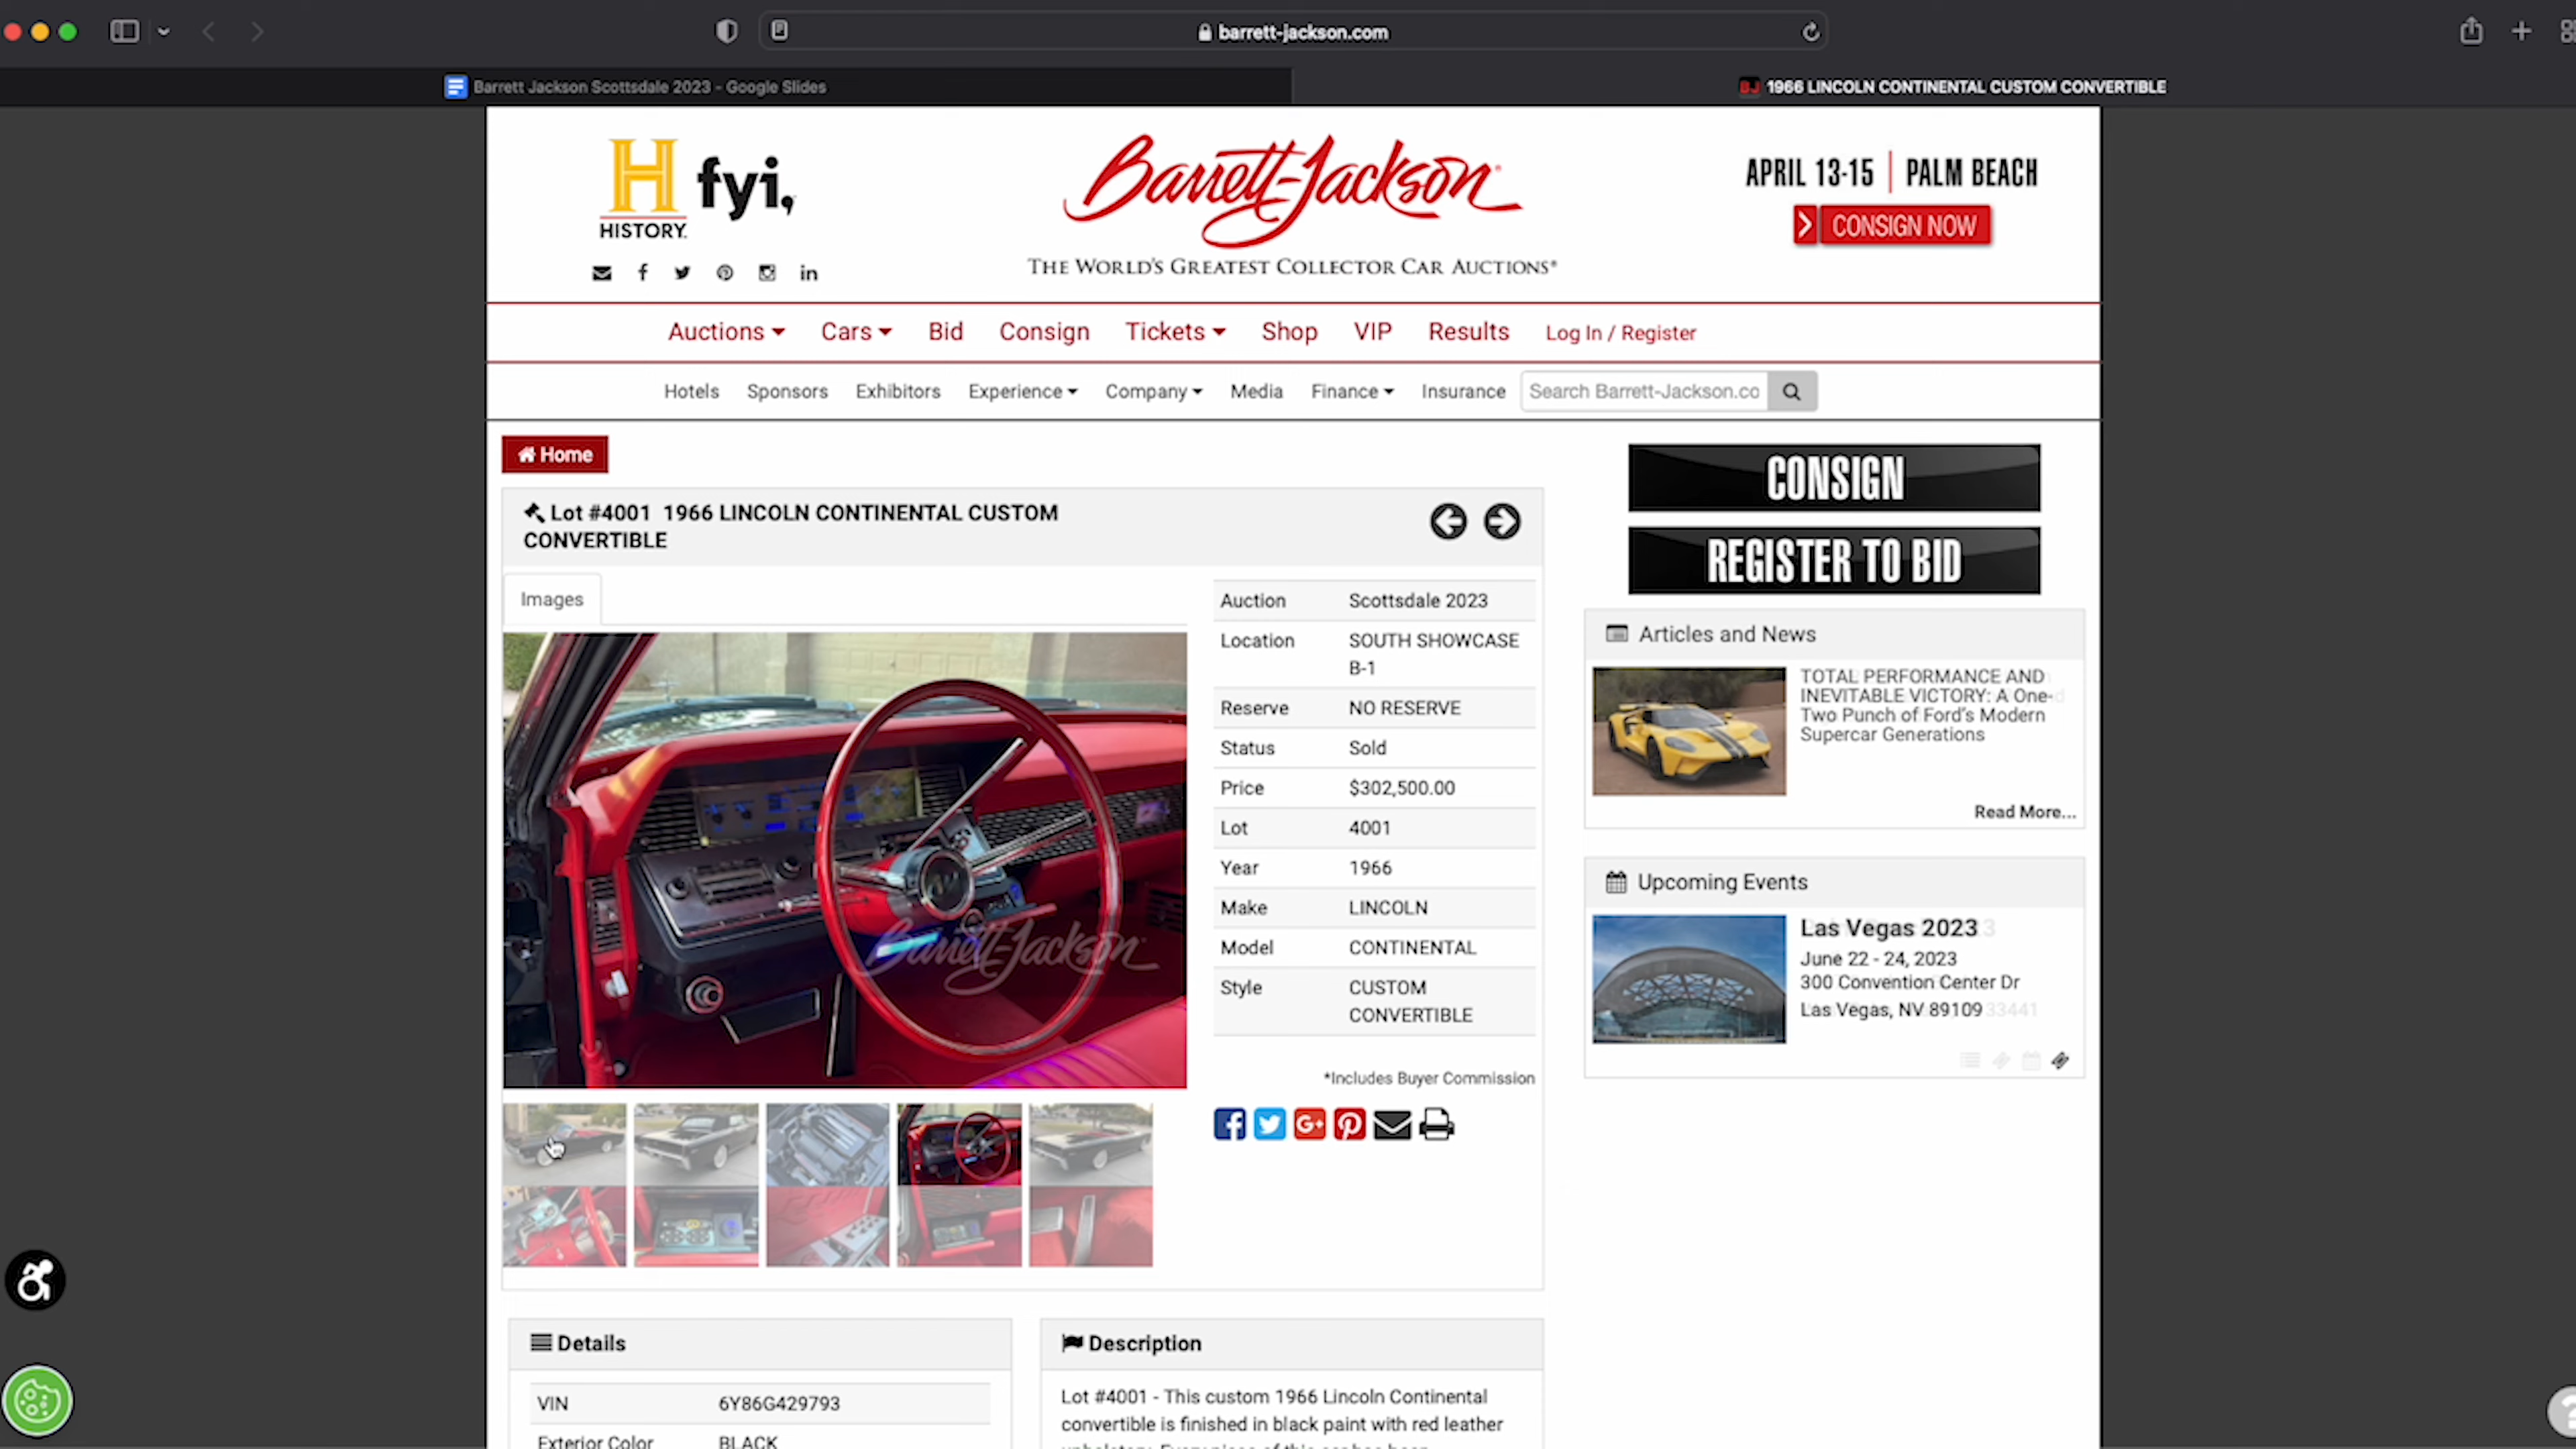 barrett-jackson.com
Barrett Jackson Scottsdale 2023 - Google Slides
BJ 1966 LINCOLN CONTINENTAL CUSTOM CONVERTIBLE
H
HISTORY.
fyi,
Barrett-Jackson
THE WORLD'S GREATEST COLLECTOR CAR AUCTIONS®
APRIL 13-15 | PALM BEACH
CONSIGN NOW
Auctions Cars Bid Consign Tickets Shop VIP Results Log In / Register
Hotels Sponsors Exhibitors Experience Company Media Finance Insurance Search Barrett-Jackson.co
Home
Lot #4001 1966 LINCOLN CONTINENTAL CUSTOM
CONVERTIBLE
Images
Barrett-Jackson
Auction Scottsdale 2023
Location SOUTH SHOWCASE
B-1
Reserve NO RESERVE
Status Sold
Price $302,500.00
Lot 4001
Year 1966
Make LINCOLN
Model CONTINENTAL
Style CUSTOM
CONVERTIBLE
*Includes Buyer Commission
CONSIGN
REGISTER TO BID
Articles and News
TOTAL PERFORMANCE AND
INEVITABLE VICTORY: A One-
Two Punch of Ford's Modern
Supercar Generations
Read More...
Upcoming Events
Las Vegas 2023
June 22 - 24, 2023
300 Convention Center Dr
Las Vegas, NV 89109
33441
Details
VIN 6Y86G429793
Exterior Color BLACK
Description
Lot #4001 - This custom 1966 Lincoln Continental
convertible is finished in black paint with red leather